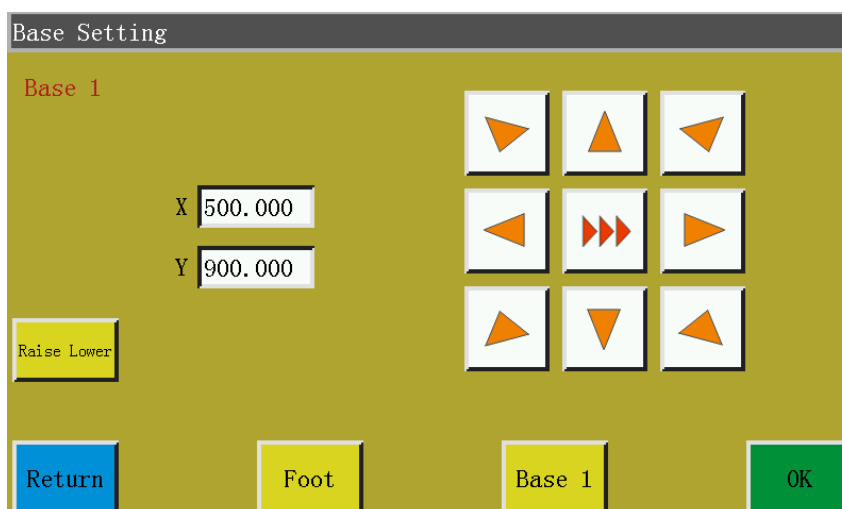 Base Setting
Base 1
X 500.000
Y 900.000
Raise Lower
Return
Foot
Base 1
OK